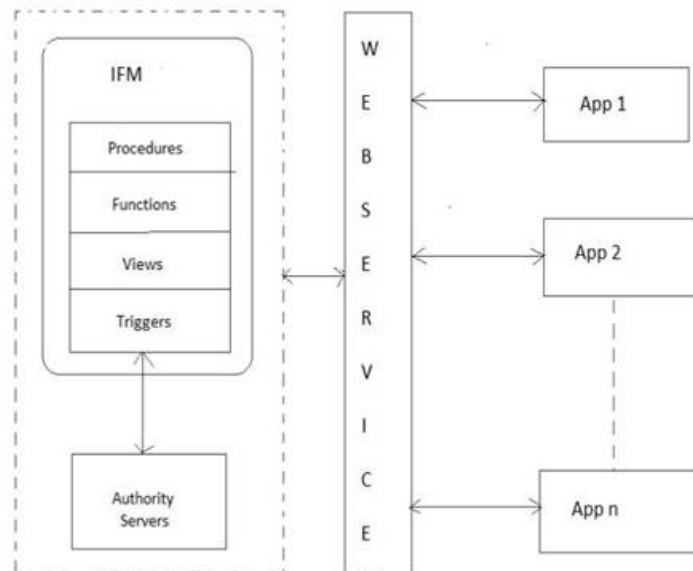 IFM
Procedures
Functions
Views
Triggers
Authority
Servers
W
E
B
S
E
R
V
I
C
E
App 1
App 2
App n